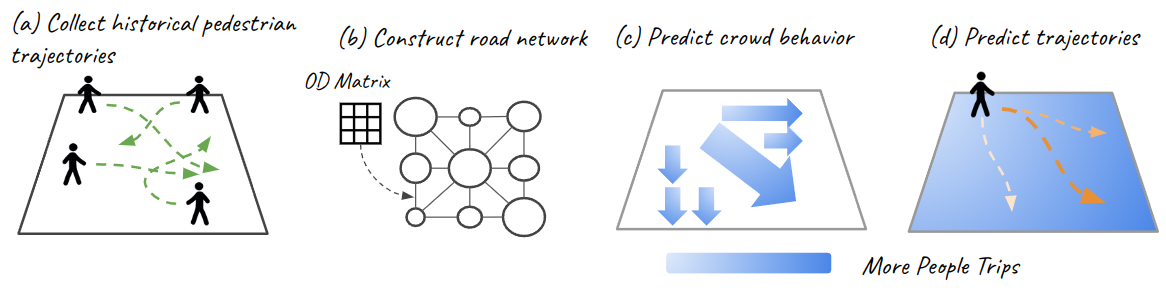 (a) Collect historical pedestrian
trajectories
(b) Construct road network
OD Matrix
(c) Predict crowd behavior
(d) Predict trajectories
More People Trips